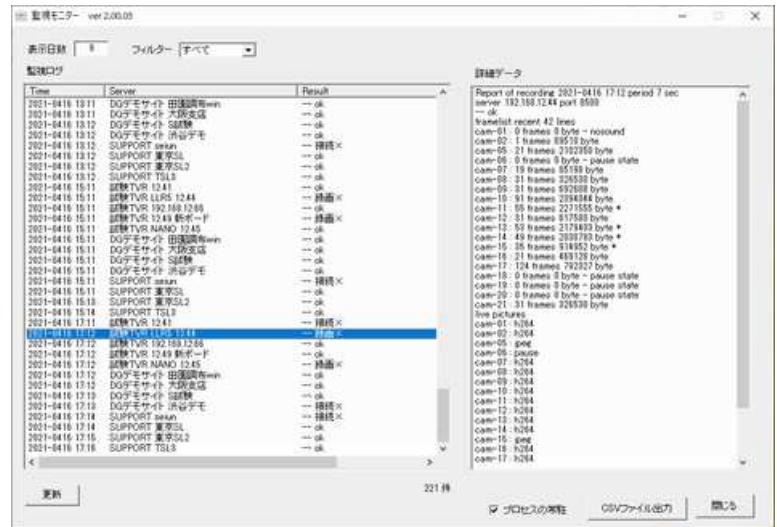 監視モニター ver 2.00.03
表示日数 8 フィルター すべて
監視ログ
Time Server Result
2021-0416 13:11 DGデモサイト 田園調布win --- ok
2021-0416 13:11 DGデモサイト 大阪支店 --- ok
2021-0416 13:12 DGデモサイト S試験 --- ok
2021-0416 13:12 DGデモサイト 渋谷デモ --- ok
2021-0416 13:12 SUPPORT seiun --- 接続×
2021-0416 13:12 SUPPORT 東京SL --- ok
2021-0416 13:12 SUPPORT 東京SL2 --- ok
2021-0416 13:12 SUPPORT TSL3 --- ok
2021-0416 15:11 試験TVR 12.41 --- ok
2021-0416 15:11 試験TVR LLR5 12.44 --- 録画×
2021-0416 15:11 試験TVR 192.168.12.86 --- ok
2021-0416 15:11 試験TVR 12.49 新ボード --- 録画×
2021-0416 15:11 試験TVR NANO 12.45 --- ok
2021-0416 15:11 DGデモサイト 田園調布win --- ok
2021-0416 15:11 DGデモサイト 大阪支店 --- ok
2021-0416 15:11 DGデモサイト S試験 --- ok
2021-0416 15:11 DGデモサイト 渋谷デモ --- ok
2021-0416 15:11 SUPPORT seiun --- 接続×
2021-0416 15:11 SUPPORT 東京SL --- ok
2021-0416 15:13 SUPPORT 東京SL2 --- ok
2021-0416 15:14 SUPPORT TSL3 --- ok
2021-0416 17:11 試験TVR 12.41 --- 接続×
2021-0416 17:12 試験TVR LLR5 12.44 --- 録画×
2021-0416 17:12 試験TVR 192.168.12.86 --- ok
2021-0416 17:12 試験TVR 12.49 新ボード --- 録画×
2021-0416 17:12 試験TVR NANO 12.45 --- 録画×
2021-0416 17:12 DGデモサイト 田園調布win --- ok
2021-0416 17:12 DGデモサイト 大阪支店 --- ok
2021-0416 17:13 DGデモサイト S試験 --- ok
2021-0416 17:13 DGデモサイト 渋谷デモ --- 接続×
2021-0416 17:14 SUPPORT seiun --- 接続×
2021-0416 17:14 SUPPORT 東京SL --- ok
2021-0416 17:15 SUPPORT 東京SL2 --- ok
2021-0416 17:16 SUPPORT TSL3 --- ok
221 件
更新
詳細データ
Report of recording 2021-0416 17:12 period 7 sec
server 192.168.12.44 port 8500
--- ok
framelist recent 42 lines
cam-01 : 0 frames 0 byte - nosound
cam-02 : 1 frames 69510 byte
cam-05 : 21 frames 2102350 byte
cam-06 : 0 frames 0 byte - pause state
cam-07 : 19 frames 85198 byte
cam-08 : 31 frames 326530 byte
cam-09 : 31 frames 592688 byte
cam-10 : 91 frames 2394044 byte
cam-11 : 55 frames 2271555 byte *
cam-12 : 31 frames 617580 byte
cam-13 : 53 frames 2179403 byte *
cam-14 : 49 frames 2030703 byte *
cam-15 : 35 frames 914952 byte *
cam-16 : 21 frames 469128 byte
cam-17 : 124 frames 792327 byte
cam-18 : 0 frames 0 byte - pause state
cam-19 : 0 frames 0 byte - pause state
cam-20 : 0 frames 0 byte - pause state
cam-21 : 31 frames 326530 byte
live pictures
cam-01 : h264
cam-02 : h264
cam-05 : jpeg
cam-06 : pause
cam-07 : h264
cam-08 : h264
cam-09 : h264
cam-10 : h264
cam-11 : h264
cam-12 : h264
cam-13 : h264
cam-14 : h264
cam-15 : jpeg
cam-16 : h264
cam-17 : h264
プロセスの常駐 CSVファイル出力 閉じる